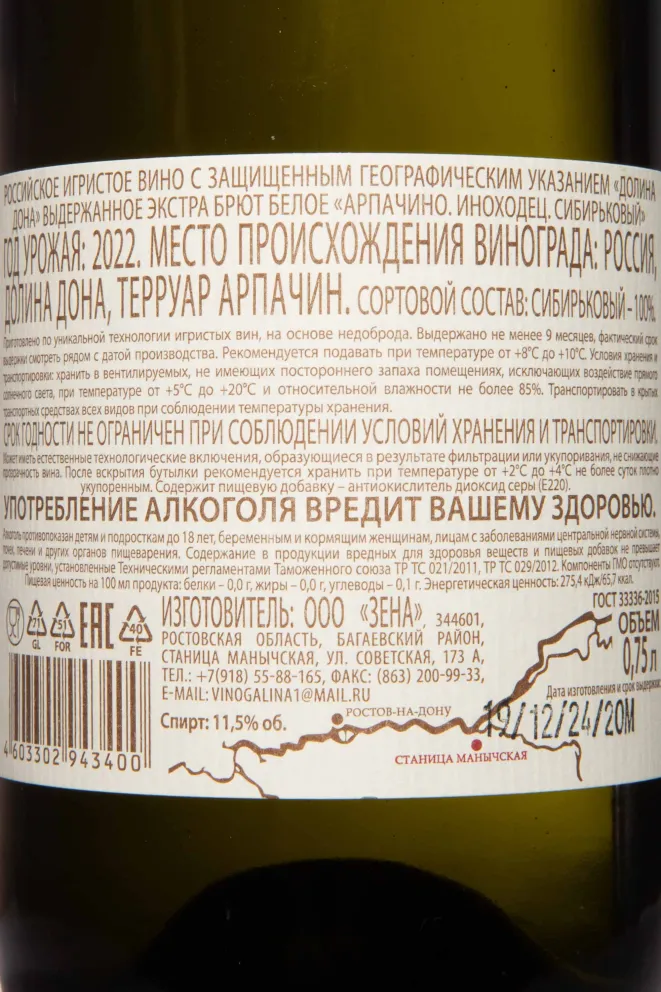 РОССИЙСКОЕ ИГРИСТОЕ ВИНО С ЗАЩИЩЕННЫМ ГЕОГРАФИЧЕСКИМ УКАЗАНИЕМ «ДОЛИНА
ДОНА» ВЫДЕРЖАННОЕ ЭКСТРА БРЮТ БЕЛОЕ «АРПАЧИНО. ИНОХОДЕЦ. СИБИРЬКОВЫЙ»
ГОД УРОЖАЯ: 2022. МЕСТО ПРОИСХОЖДЕНИЯ ВИНОГРАДА: РОССИЯ,
ДОЛИНА ДОНА, ТЕРРУАР АРПАЧИН. СОРТОВОЙ СОСТАВ: СИБИРЬКОВЫЙ – 100%.
Приготовлено по уникальной технологии игристых вин, на основе недоброда. Выдержано не менее 9 месяцев, фактический срок
выдержки смотреть рядом с датой производства. Рекомендуется подавать при температуре от +8°С до +10°С. Условия хранения и
транспортировки: хранить в вентилируемых, не имеющих постороннего запаха помещениях, исключающих воздействие прямого
солнечного света, при температуре от +5°С до +20°С и относительной влажности не более 85%. Транспортировать в крытых
транспортных средствах всех видов при соблюдении температуры хранения.
СРОК ГОДНОСТИ НЕ ОГРАНИЧЕН ПРИ СОБЛЮДЕНИИ УСЛОВИЙ ХРАНЕНИЯ И ТРАНСПОРТИРОВКИ.
Может иметь естественные технологические включения, образующиеся в результате фильтрации или укупоривания, не снижающие
прозрачность вина. После вскрытия бутылки рекомендуется хранить при температуре от +2°С до +4°С не более суток плотно
укупоренным. Содержит пищевую добавку – антиокислитель диоксид серы (Е220).
УПОТРЕБЛЕНИЕ АЛКОГОЛЯ ВРЕДИТ ВАШЕМУ ЗДОРОВЬЮ.
Алкоголь противопоказан детям и подросткам до 18 лет, беременным и кормящим женщинам, лицам с заболеваниями центральной нервной системы,
почек, печени и других органов пищеварения. Содержание в продукции вредных для здоровья веществ и пищевых добавок не превышает
допустимые уровни, установленные Техническими регламентами Таможенного союза ТР ТС 021/2011, ТР ТС 029/2012. Компоненты ГМО отсутствуют.
Пищевая ценность на 100 мл продукта: белки – 0,0 г, жиры – 0,0 г, углеводы – 0,1 г. Энергетическая ценность: 275,4 кДж/65,7 ккал.
71 GL
51 FOR
EAC
40 FE
ИЗГОТОВИТЕЛЬ: ООО «ЗЕНА», 344601,
РОСТОВСКАЯ ОБЛАСТЬ, БАГАЕВСКИЙ РАЙОН,
СТАНИЦА МАНЫЧСКАЯ, УЛ. СОВЕТСКАЯ, 173 А,
ТЕЛ.: +7(918) 55-88-165, ФАКС: (863) 200-99-33,
E-MAIL: VINOGALINA1@MAIL.RU
Спирт: 11,5% об.
ГОСТ 33336-2015
ОБЪЕМ
0,75 л
Дата изготовления и срок выдержки:
19/12/24/20М
РОСТОВ-НА-ДОНУ
СТАНИЦА МАНЫЧСКАЯ
4 603302 943400